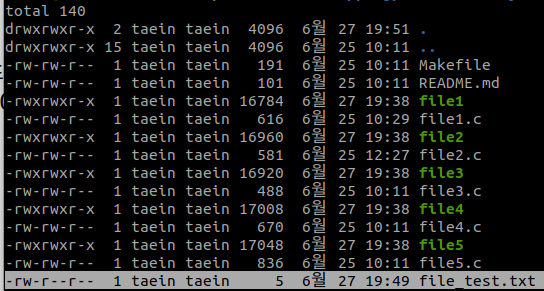 total 140
drwxrwxr-x  2 taein taein  4096  6월 27 19:51 .
drwxrwxr-x 15 taein taein  4096  6월 25 10:11 ..
-rw-rw-r--  1 taein taein   191  6월 25 10:11 Makefile
-rw-rw-r--  1 taein taein   101  6월 25 10:11 README.md
-rwxrwxr-x  1 taein taein 16784  6월 27 19:38 file1
-rw-rw-r--  1 taein taein   616  6월 25 10:29 file1.c
-rwxrwxr-x  1 taein taein 16960  6월 27 19:38 file2
-rw-rw-r--  1 taein taein   581  6월 25 12:27 file2.c
-rwxrwxr-x  1 taein taein 16920  6월 27 19:38 file3
-rw-rw-r--  1 taein taein   488  6월 25 10:11 file3.c
-rwxrwxr-x  1 taein taein 17008  6월 27 19:38 file4
-rw-rw-r--  1 taein taein   670  6월 25 10:11 file4.c
-rwxrwxr-x  1 taein taein 17048  6월 27 19:38 file5
-rw-rw-r--  1 taein taein   836  6월 25 10:11 file5.c
-rw-r--r--  1 taein taein     5  6월 27 19:49 file_test.txt